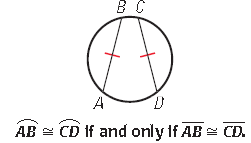 B C
A D
AB ≅ CD if and only if AB ≅ CD.